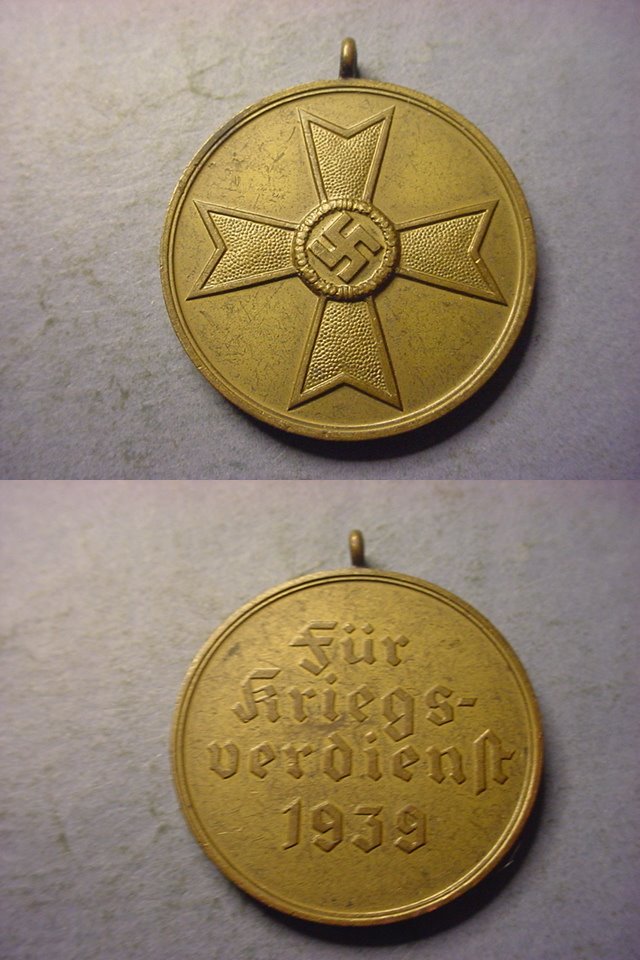 Für
Kriegs-
verdienst
1939